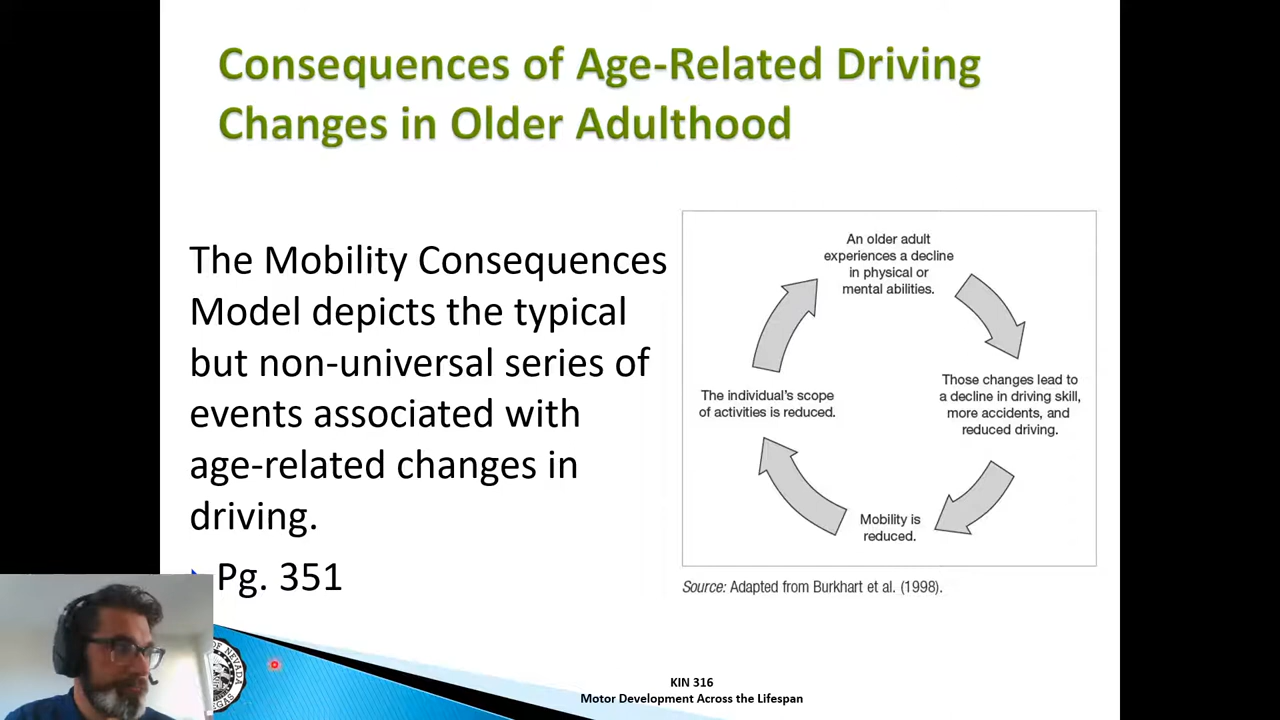 Consequences of Age-Related Driving
Changes in Older Adulthood
The Mobility Consequences
Model depicts the typical
but non-universal series of
events associated with
age-related changes in
driving.
Pg. 351
An older adult
experiences a decline
in physical or
mental abilities.
Those changes lead to
a decline in driving skill,
more accidents, and
reduced driving.
Mobility is
reduced.
The individual's scope
of activities is reduced.
Source: Adapted from Burkhart et al. (1998).
OF NEVADA
KIN 316
Motor Development Across the Lifespan